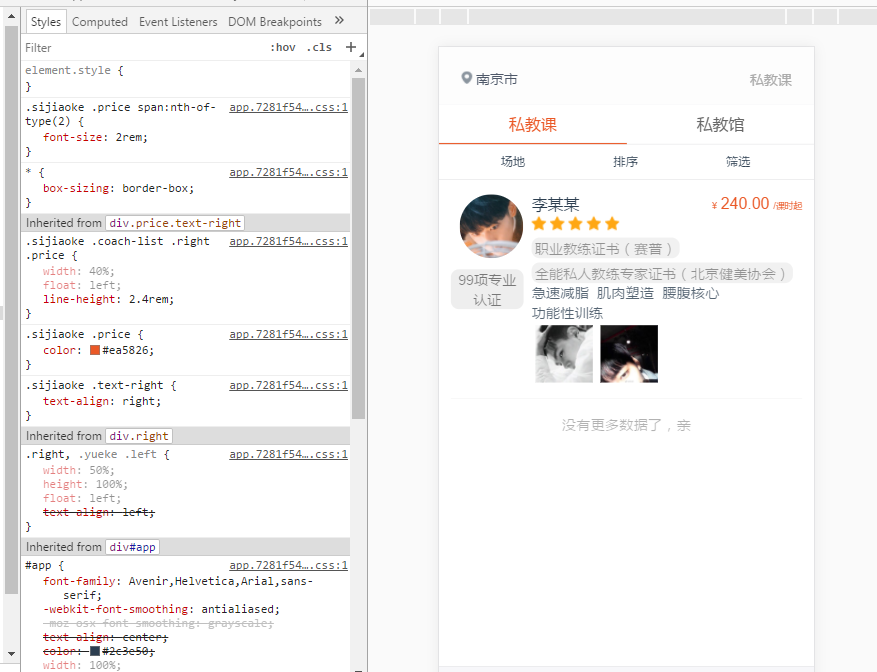 Styles Computed Event Listeners DOM Breakpoints »
Filter :hov .cls +
element.style {
}
.sijiaoke .price span:nth-of- app.7281f54….css:1
type(2) {
font-size: 2rem;
}
* { app.7281f54….css:1
box-sizing: border-box;
}
Inherited from div.price.text-right
.sijiaoke .coach-list .right app.7281f54….css:1
.price {
width: 40%;
float: left;
line-height: 2.4rem;
}
.sijiaoke .price { app.7281f54….css:1
color: #ea5826;
}
.sijiaoke .text-right { app.7281f54….css:1
text-align: right;
}
Inherited from div.right
.right, .yueke .left { app.7281f54….css:1
width: 50%;
height: 100%;
float: left;
text-align: left;
}
Inherited from div#app
#app { app.7281f54….css:1
font-family: Avenir,Helvetica,Arial,sans-
serif;
-webkit-font-smoothing: antialiased;
-moz-osx-font-smoothing: grayscale;
text-align: center;
color: #2c3e50;
width: 100%;
南京市 私教课
私教课 私教馆
场地 排序 筛选
李某某 ¥ 240.00 /课时起
职业教练证书（赛普）
全能私人教练专家证书（北京健美协会）
99项专业
认证
急速减脂 肌肉塑造 腰腹核心
功能性训练
没有更多数据了，亲